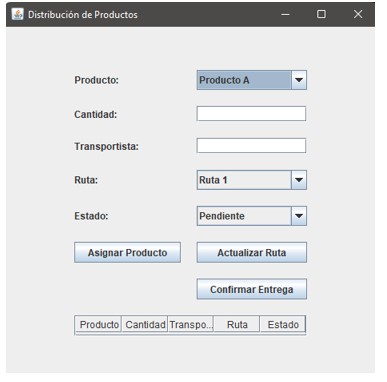 Distribución de Productos
Producto: Producto A
Cantidad:
Transportista:
Ruta: Ruta 1
Estado: Pendiente
Asignar Producto Actualizar Ruta
Confirmar Entrega
Producto Cantidad Transpo... Ruta Estado